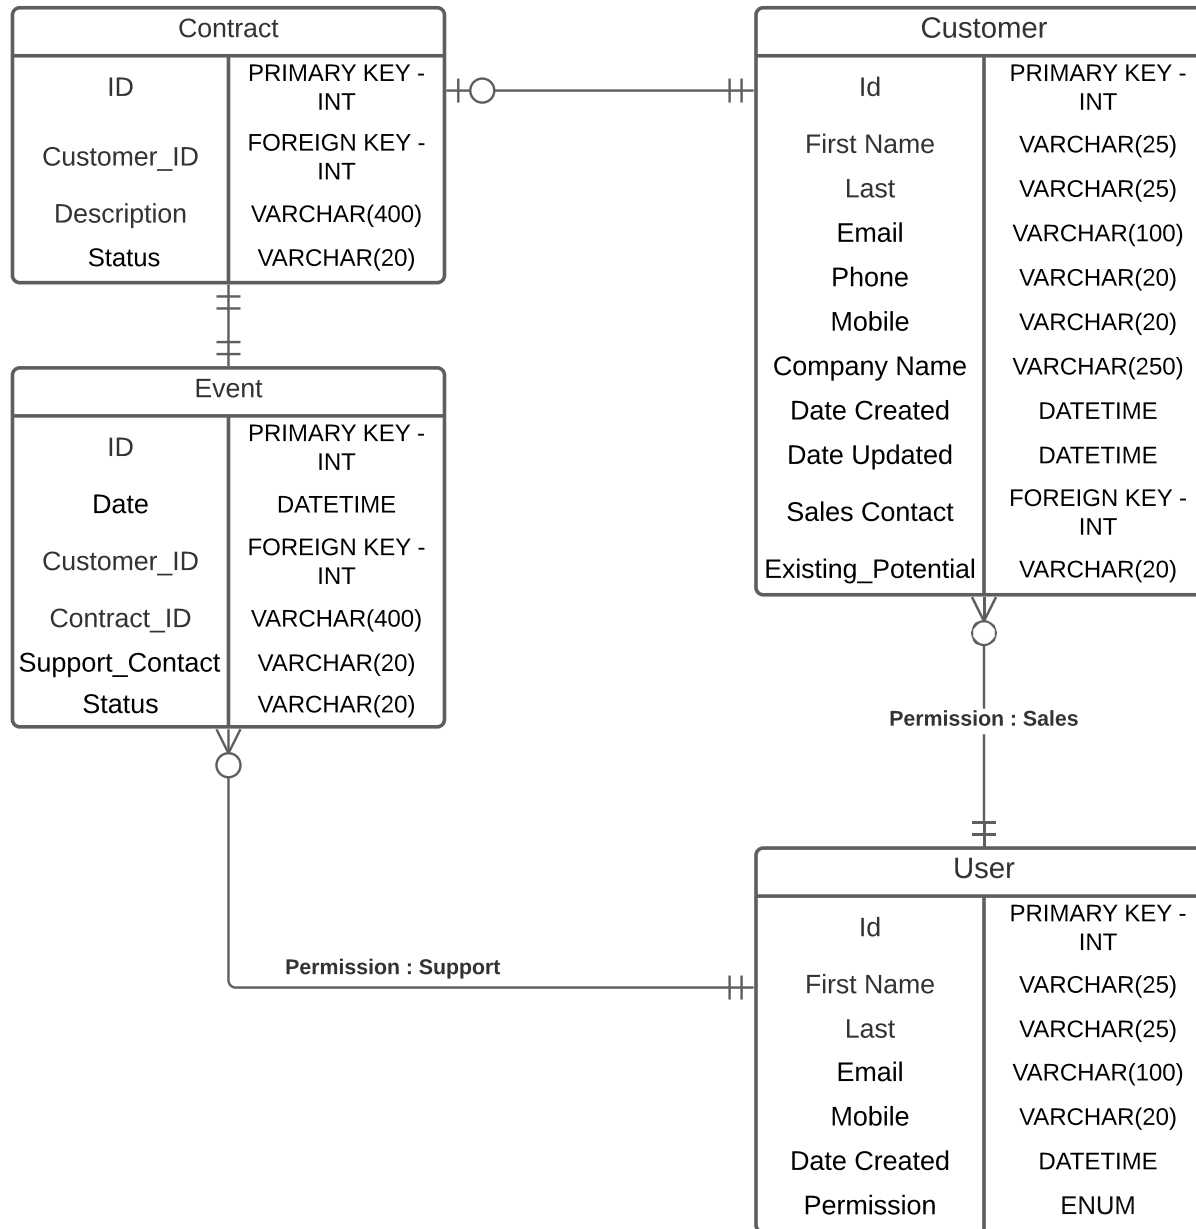 Contract
ID
PRIMARY KEY -
INT
Customer_ID
FOREIGN KEY -
INT
Description
VARCHAR(400)
Status
VARCHAR(20)
Customer
Id
PRIMARY KEY -
INT
First Name
VARCHAR(25)
Last
VARCHAR(25)
Email
VARCHAR(100)
Phone
VARCHAR(20)
Mobile
VARCHAR(20)
Company Name
VARCHAR(250)
Date Created
DATETIME
Date Updated
DATETIME
Sales Contact
FOREIGN KEY -
INT
Existing_Potential
VARCHAR(20)
Event
ID
PRIMARY KEY -
INT
Date
DATETIME
Customer_ID
FOREIGN KEY -
INT
Contract_ID
VARCHAR(400)
Support_Contact
VARCHAR(20)
Status
VARCHAR(20)
Permission : Sales
Permission : Support
User
Id
PRIMARY KEY -
INT
First Name
VARCHAR(25)
Last
VARCHAR(25)
Email
VARCHAR(100)
Mobile
VARCHAR(20)
Date Created
DATETIME
Permission
ENUM